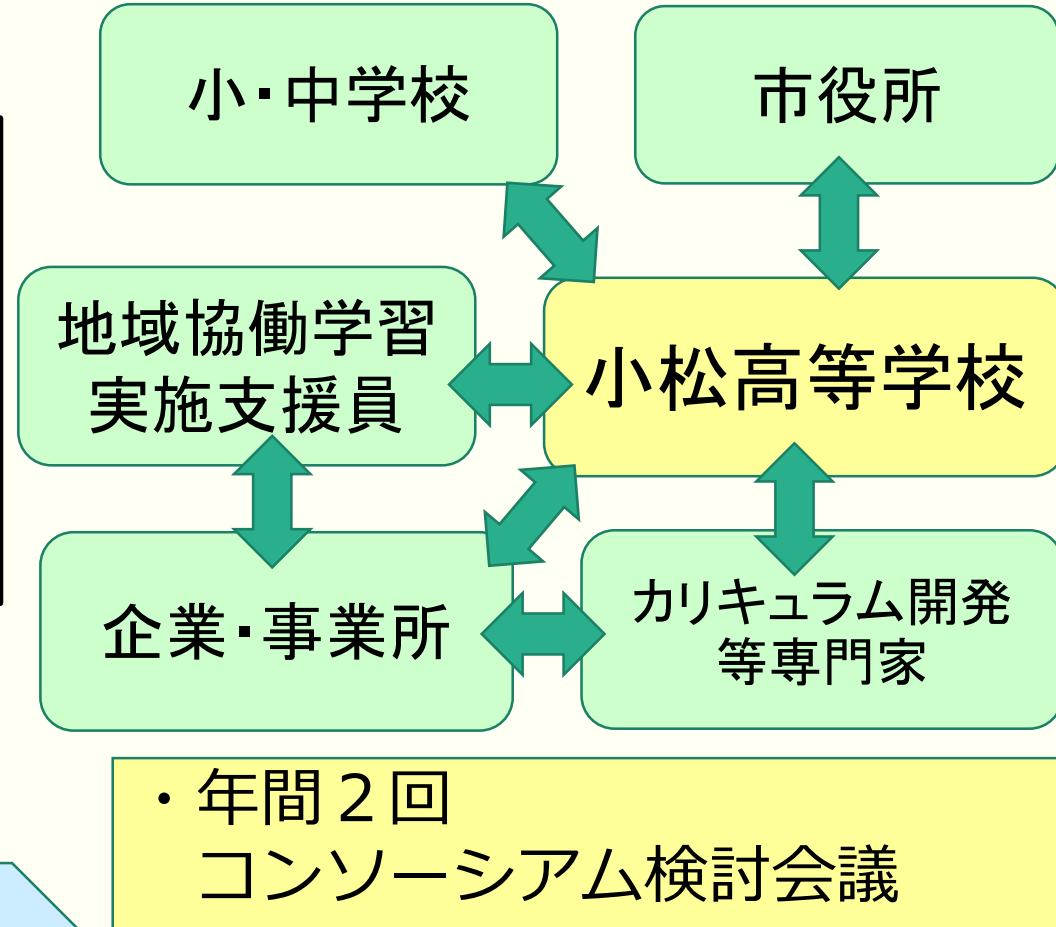 小・中学校
市役所
地域協働学習
実施支援員
小松高等学校
企業・事業所
カリキュラム開発
等専門家
・年間２回
コンソーシアム検討会議